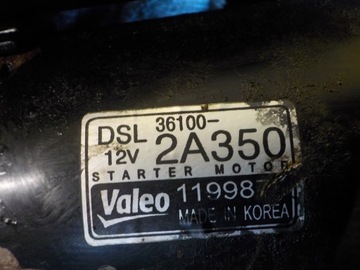 DSL 36100-
12V 2A350
STARTER MOTOR
Valeo 11998
MADE IN KOREA